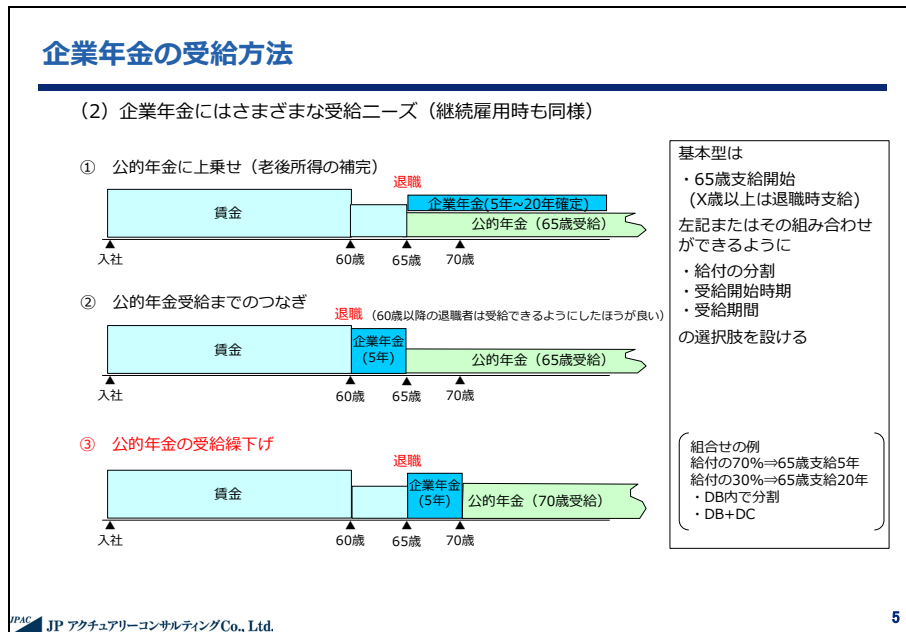 企業年金の受給方法
（2）企業年金にはさまざまな受給ニーズ（継続雇用時も同様）
① 公的年金に上乗せ（老後所得の補完）
退職
賃金
企業年金(5年~20年確定)
公的年金（65歳受給）
入社
60歳
65歳
70歳
② 公的年金受給までのつなぎ
退職（60歳以降の退職者は受給できるようにしたほうが良い）
賃金
企業年金
(5年)
公的年金（65歳受給）
入社
60歳
65歳
70歳
③ 公的年金の受給繰下げ
退職
賃金
企業年金
(5年)
公的年金（70歳受給）
入社
60歳
65歳
70歳
基本型は
・65歳支給開始
(X歳以上は退職時支給)
左記またはその組み合わせ
ができるように
・給付の分割
・受給開始時期
・受給期間
の選択肢を設ける
組合せの例
給付の70%⇒65歳支給5年
給付の30%⇒65歳支給20年
・DB内で分割
・DB+DC
JPAC JP アクチュアリーコンサルティングCo., Ltd.
5